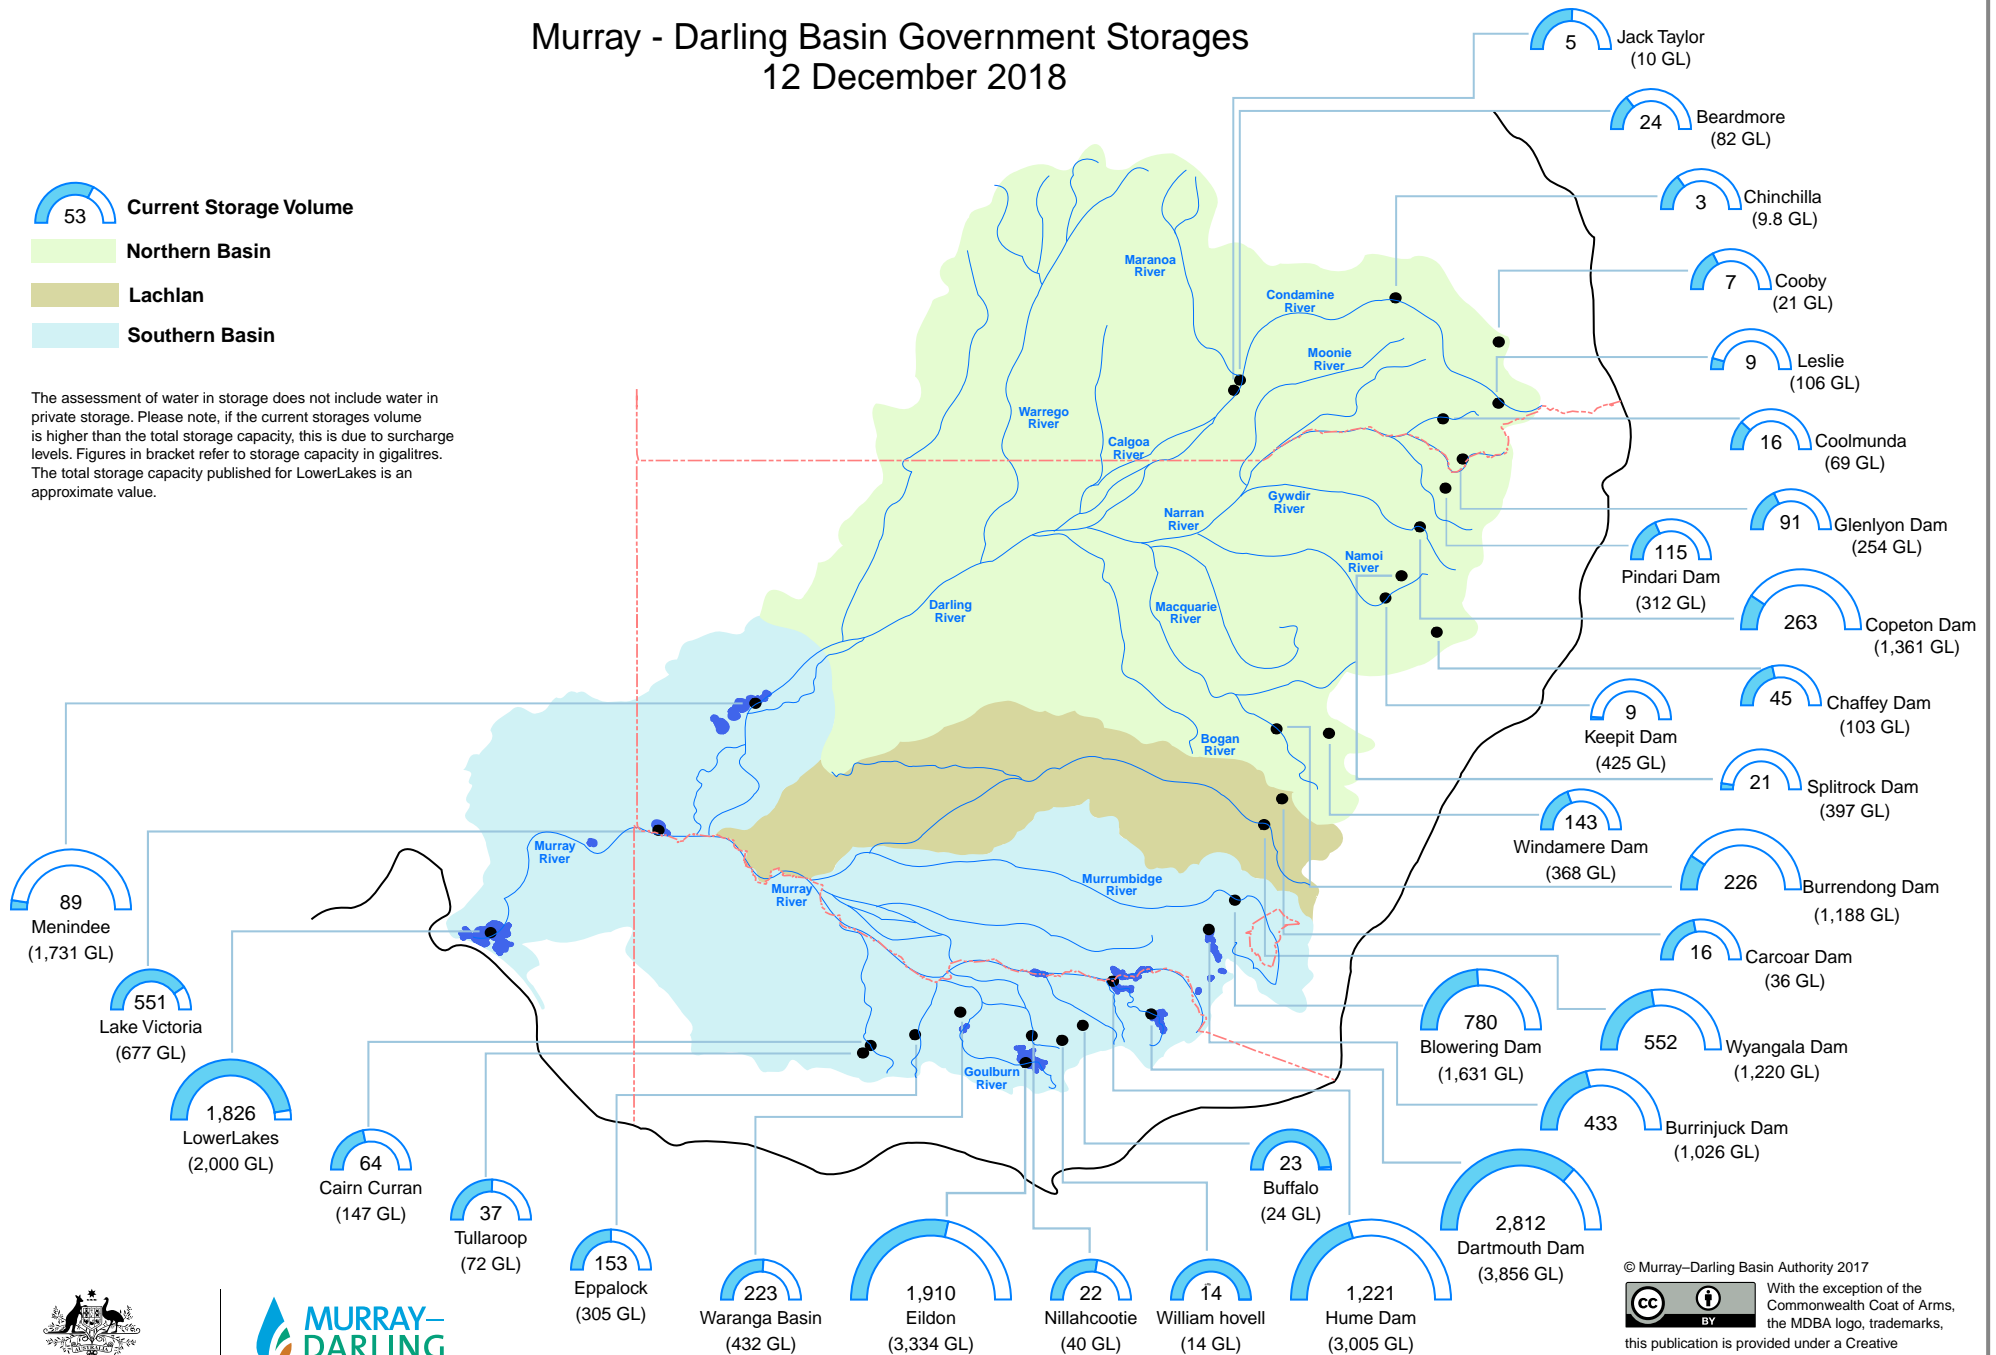 Murray - Darling Basin Government Storages
12 December 2018
53
Current Storage Volume
Northern Basin
Lachlan
Southern Basin
The assessment of water in storage does not include water in
private storage. Please note, if the current storages volume
is higher than the total storage capacity, this is due to surcharge
levels. Figures in bracket refer to storage capacity in gigalitres.
The total storage capacity published for LowerLakes is an
approximate value.
5
Jack Taylor
(10 GL)
24
Beardmore
(82 GL)
3
Chinchilla
(9.8 GL)
7
Cooby
(21 GL)
9
Leslie
(106 GL)
16
Coolmunda
(69 GL)
91
Glenlyon Dam
(254 GL)
115
Pindari Dam
(312 GL)
263
Copeton Dam
(1,361 GL)
45
Chaffey Dam
(103 GL)
9
Keepit Dam
(425 GL)
21
Splitrock Dam
(397 GL)
143
Windamere Dam
(368 GL)
226
Burrendong Dam
(1,188 GL)
16
Carcoar Dam
(36 GL)
780
Blowering Dam
(1,631 GL)
552
Wyangala Dam
(1,220 GL)
433
Burrinjuck Dam
(1,026 GL)
2,812
Dartmouth Dam
(3,856 GL)
Maranoa
River
Condamine
River
Moonie
River
Warrego
River
Calgoa
River
Gywdir
River
Narran
River
Namoi
River
Darling
River
Macquarie
River
Bogan
River
Murray
River
Murray
River
Murrumbidge
River
Goulburn
River
89
Menindee
(1,731 GL)
551
Lake Victoria
(677 GL)
1,826
LowerLakes
(2,000 GL)
64
Cairn Curran
(147 GL)
37
Tullaroop
(72 GL)
153
Eppalock
(305 GL)
223
Waranga Basin
(432 GL)
1,910
Eildon
(3,334 GL)
22
Nillahcootie
(40 GL)
14
William hovell
(14 GL)
23
Buffalo
(24 GL)
1,221
Hume Dam
(3,005 GL)
AUSTRALIA
MURRAY–
DARLING
© Murray–Darling Basin Authority 2017
cc
BY
With the exception of the
Commonwealth Coat of Arms,
the MDBA logo, trademarks,
this publication is provided under a Creative